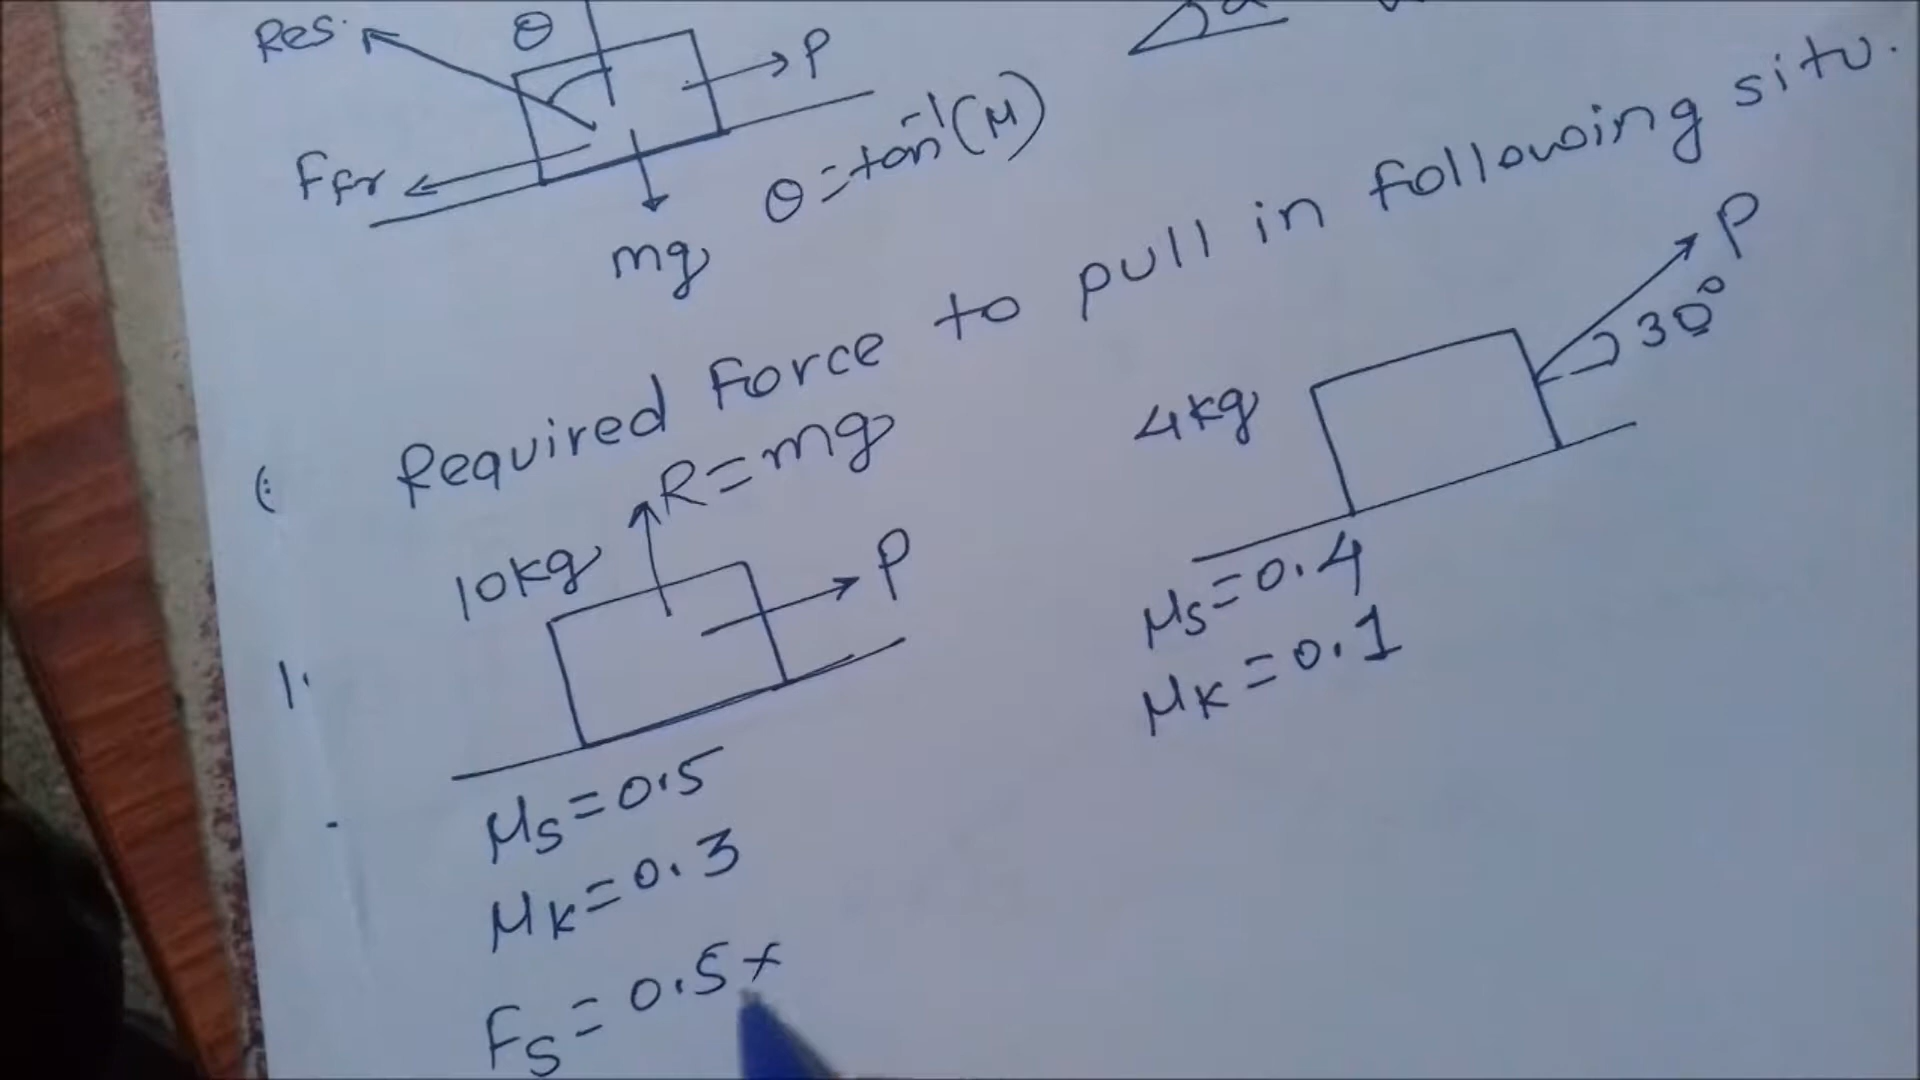 Res.
θ
P
Ffr
mg
θ=tan⁻¹(μ)
Required Force to pull in following situ.
R=mg
10kg
P
1.
μs=0.5
μk=0.3
Fs=0.5×
P
30°
4kg
μs=0.4
μk=0.1